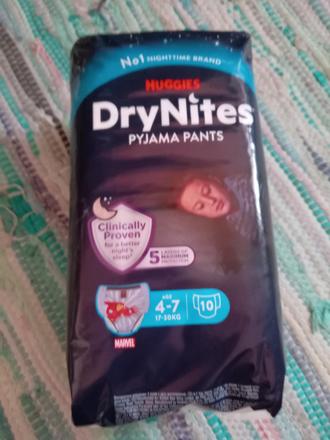 No1 NIGHTTIME BRAND
HUGGIES
DryNites
PYJAMA PANTS
Clinically
Proven
for a better
night's
sleep*
5 LAYERS OF
MAXIMUM
PROTECTION
AGE
4-7
17-30KG
10
MARVEL